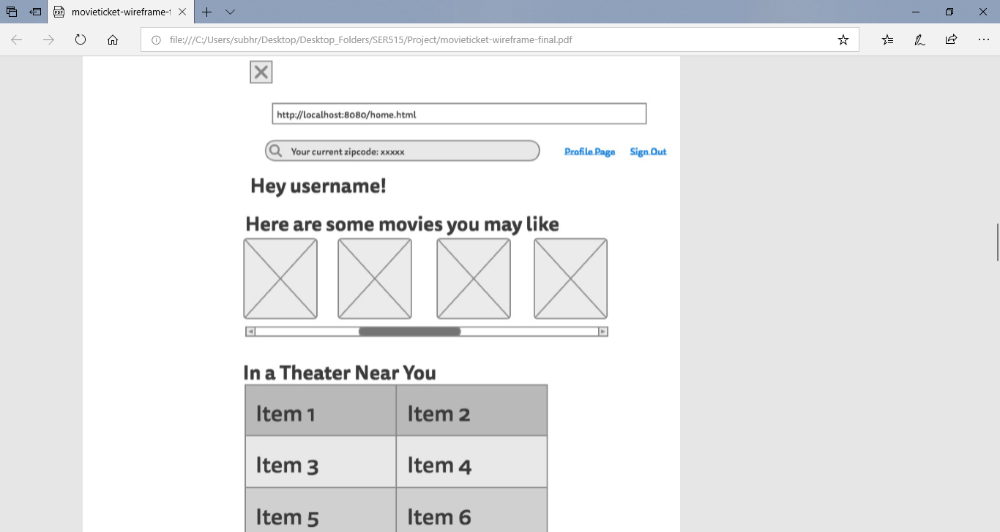 movieticket-wireframe-f
file:///C:/Users/subhr/Desktop/Desktop_Folders/SER515/Project/movieticket-wireframe-final.pdf
http://localhost:8080/home.html
Your current zipcode: xxxxx Profile Page Sign Out
Hey username!
Here are some movies you may like
In a Theater Near You
Item 1 Item 2
Item 3 Item 4
Item 5 Item 6